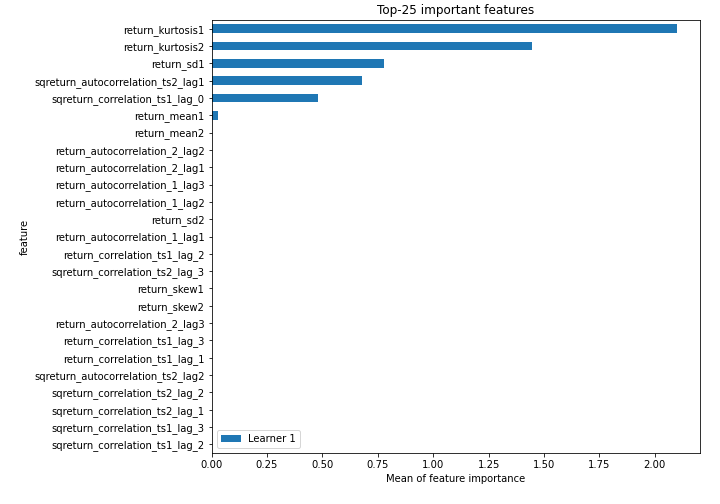 Top-25 important features
return_kurtosis1
return_kurtosis2
return_sd1
sqreturn_autocorrelation_ts2_lag1
sqreturn_correlation_ts1_lag_0
return_mean1
return_mean2
return_autocorrelation_2_lag2
return_autocorrelation_2_lag1
return_autocorrelation_1_lag3
return_autocorrelation_1_lag2
return_sd2
return_autocorrelation_1_lag1
return_correlation_ts1_lag_2
sqreturn_correlation_ts2_lag_3
return_skew1
return_skew2
return_autocorrelation_2_lag3
return_correlation_ts1_lag_3
return_correlation_ts1_lag_1
sqreturn_autocorrelation_ts2_lag2
sqreturn_correlation_ts2_lag_2
sqreturn_correlation_ts2_lag_1
sqreturn_correlation_ts1_lag_3
sqreturn_correlation_ts1_lag_2
feature
Learner 1
0.00 0.25 0.50 0.75 1.00 1.25 1.50 1.75 2.00
Mean of feature importance